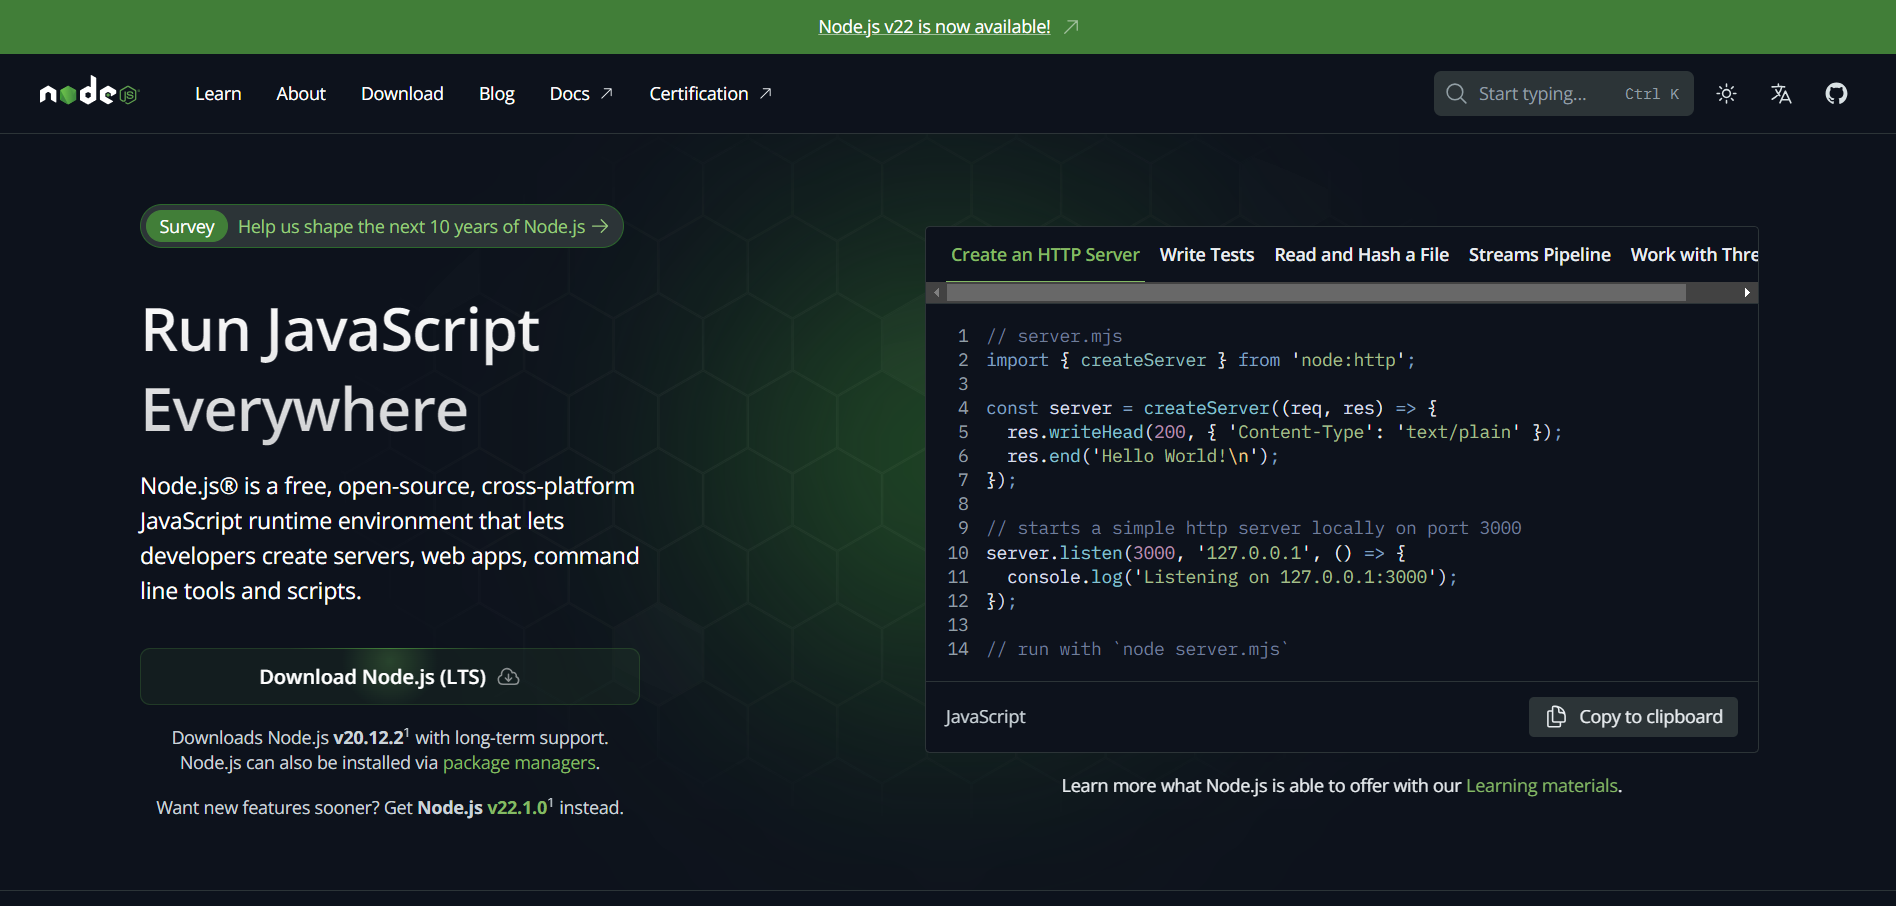 Node.js v22 is now available!
node JS
Learn About Download Blog Docs Certification
Start typing... Ctrl K
Survey Help us shape the next 10 years of Node.js
Run JavaScript
Everywhere
Node.js® is a free, open-source, cross-platform
JavaScript runtime environment that lets
developers create servers, web apps, command
line tools and scripts.
Download Node.js (LTS)
Downloads Node.js v20.12.2¹ with long-term support.
Node.js can also be installed via package managers.
Want new features sooner? Get Node.js v22.1.0¹ instead.
Create an HTTP Server Write Tests Read and Hash a File Streams Pipeline Work with Thre
1 // server.mjs
2 import { createServer } from 'node:http';
3
4 const server = createServer((req, res) => {
5   res.writeHead(200, { 'Content-Type': 'text/plain' });
6   res.end('Hello World!\n');
7 });
8
9 // starts a simple http server locally on port 3000
10 server.listen(3000, '127.0.0.1', () => {
11   console.log('Listening on 127.0.0.1:3000');
12 });
13
14 // run with `node server.mjs`
JavaScript
Copy to clipboard
Learn more what Node.js is able to offer with our Learning materials.